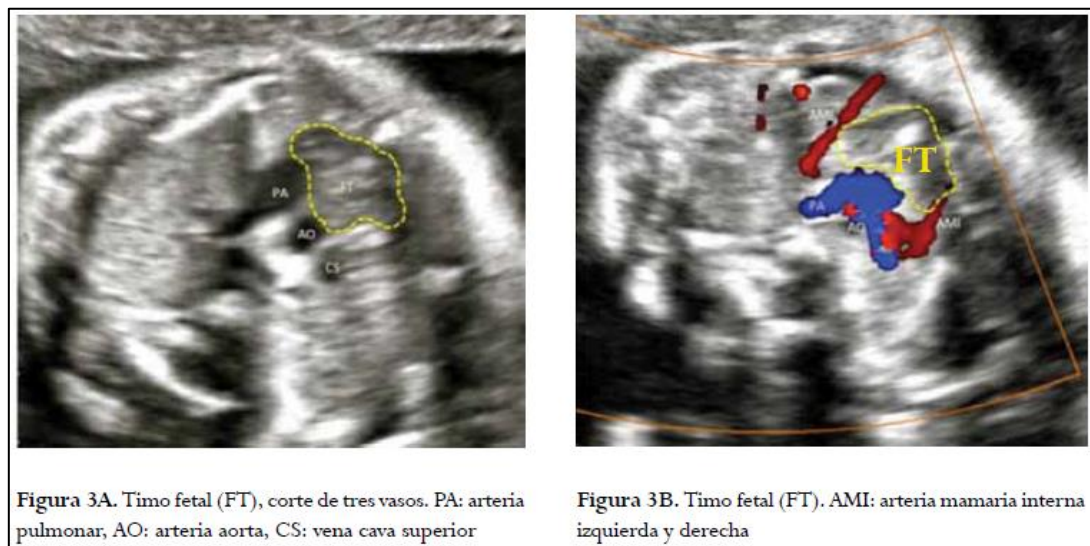 PA
FT
AO
CS
AMI
FT
PA
AO
AMI
Figura 3A. Timo fetal (FT), corte de tres vasos. PA: arteria
pulmonar, AO: arteria aorta, CS: vena cava superior
Figura 3B. Timo fetal (FT). AMI: arteria mamaria interna
izquierda y derecha